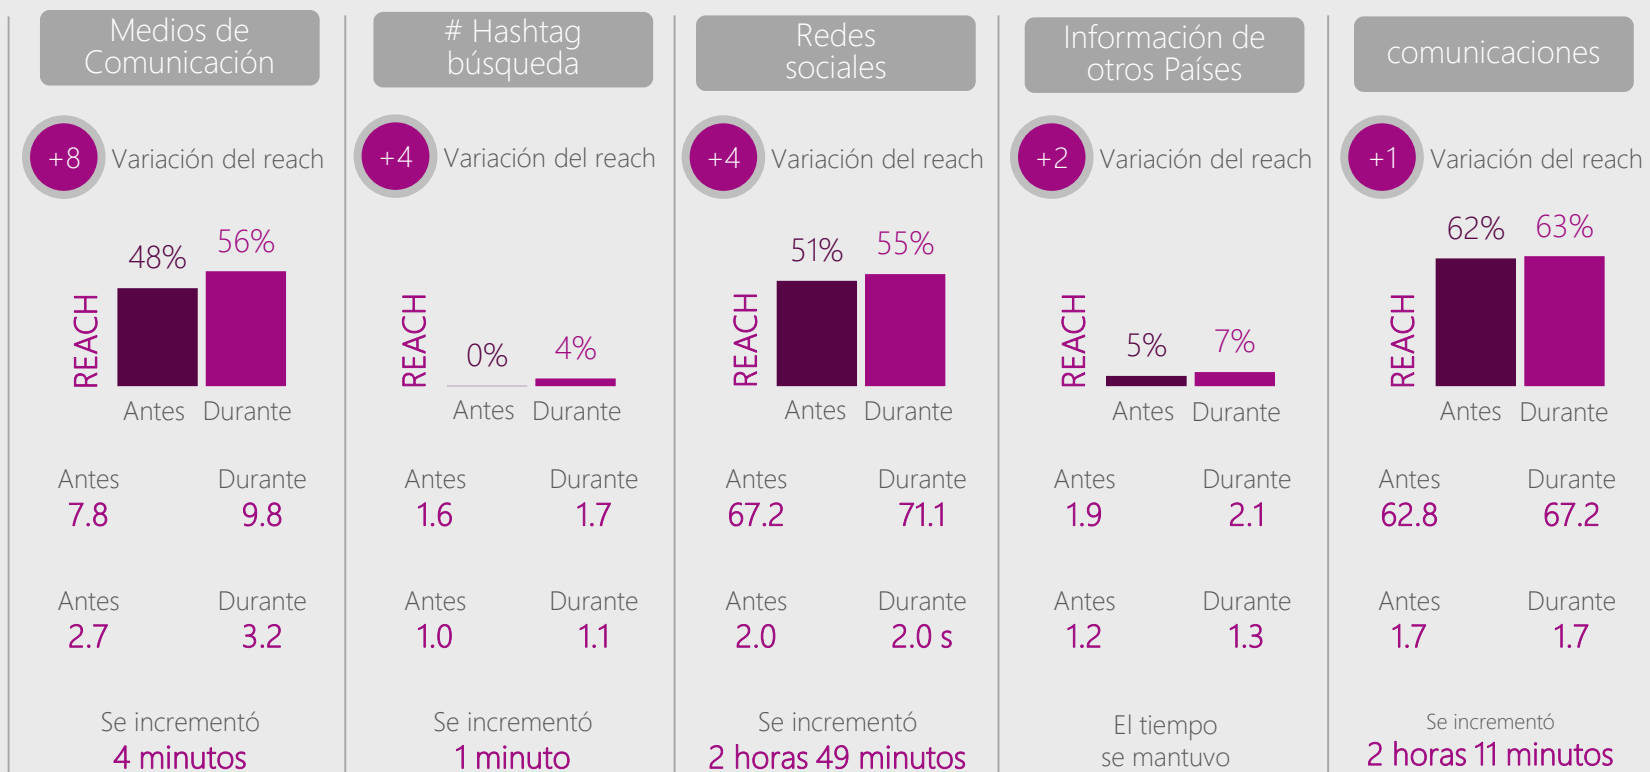 Medios de
Comunicación
+8 Variación del reach
48% 56%
REACH
Antes Durante
Antes Durante
7.8 9.8
Antes Durante
2.7 3.2
Se incrementó
4 minutos
# Hashtag
búsqueda
+4 Variación del reach
0% 4%
REACH
Antes Durante
Antes Durante
1.6 1.7
Antes Durante
1.0 1.1
Se incrementó
1 minuto
Redes
sociales
+4 Variación del reach
51% 55%
REACH
Antes Durante
Antes Durante
67.2 71.1
Antes Durante
2.0 2.0 s
Se incrementó
2 horas 49 minutos
Información de
otros Países
+2 Variación del reach
5% 7%
REACH
Antes Durante
Antes Durante
1.9 2.1
Antes Durante
1.2 1.3
El tiempo
se mantuvo
comunicaciones
+1 Variación del reach
62% 63%
REACH
Antes Durante
Antes Durante
62.8 67.2
Antes Durante
1.7 1.7
Se incrementó
2 horas 11 minutos